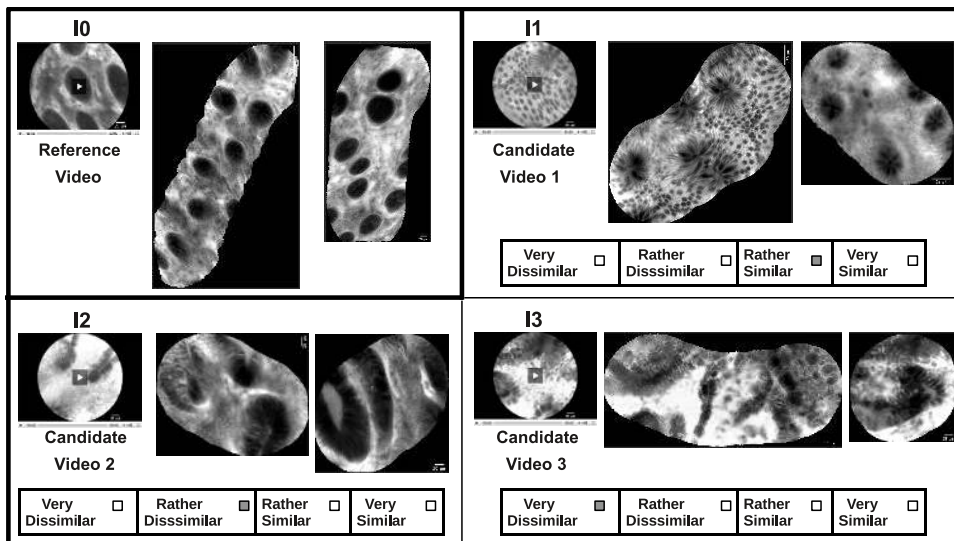 I0
Reference
Video
I1
Candidate
Video 1
Very
Dissimilar
Rather
Disssimilar
Rather
Similar
Very
Similar
I2
Candidate
Video 2
Very
Dissimilar
Rather
Disssimilar
Rather
Similar
Very
Similar
I3
Candidate
Video 3
Very
Dissimilar
Rather
Disssimilar
Rather
Similar
Very
Similar